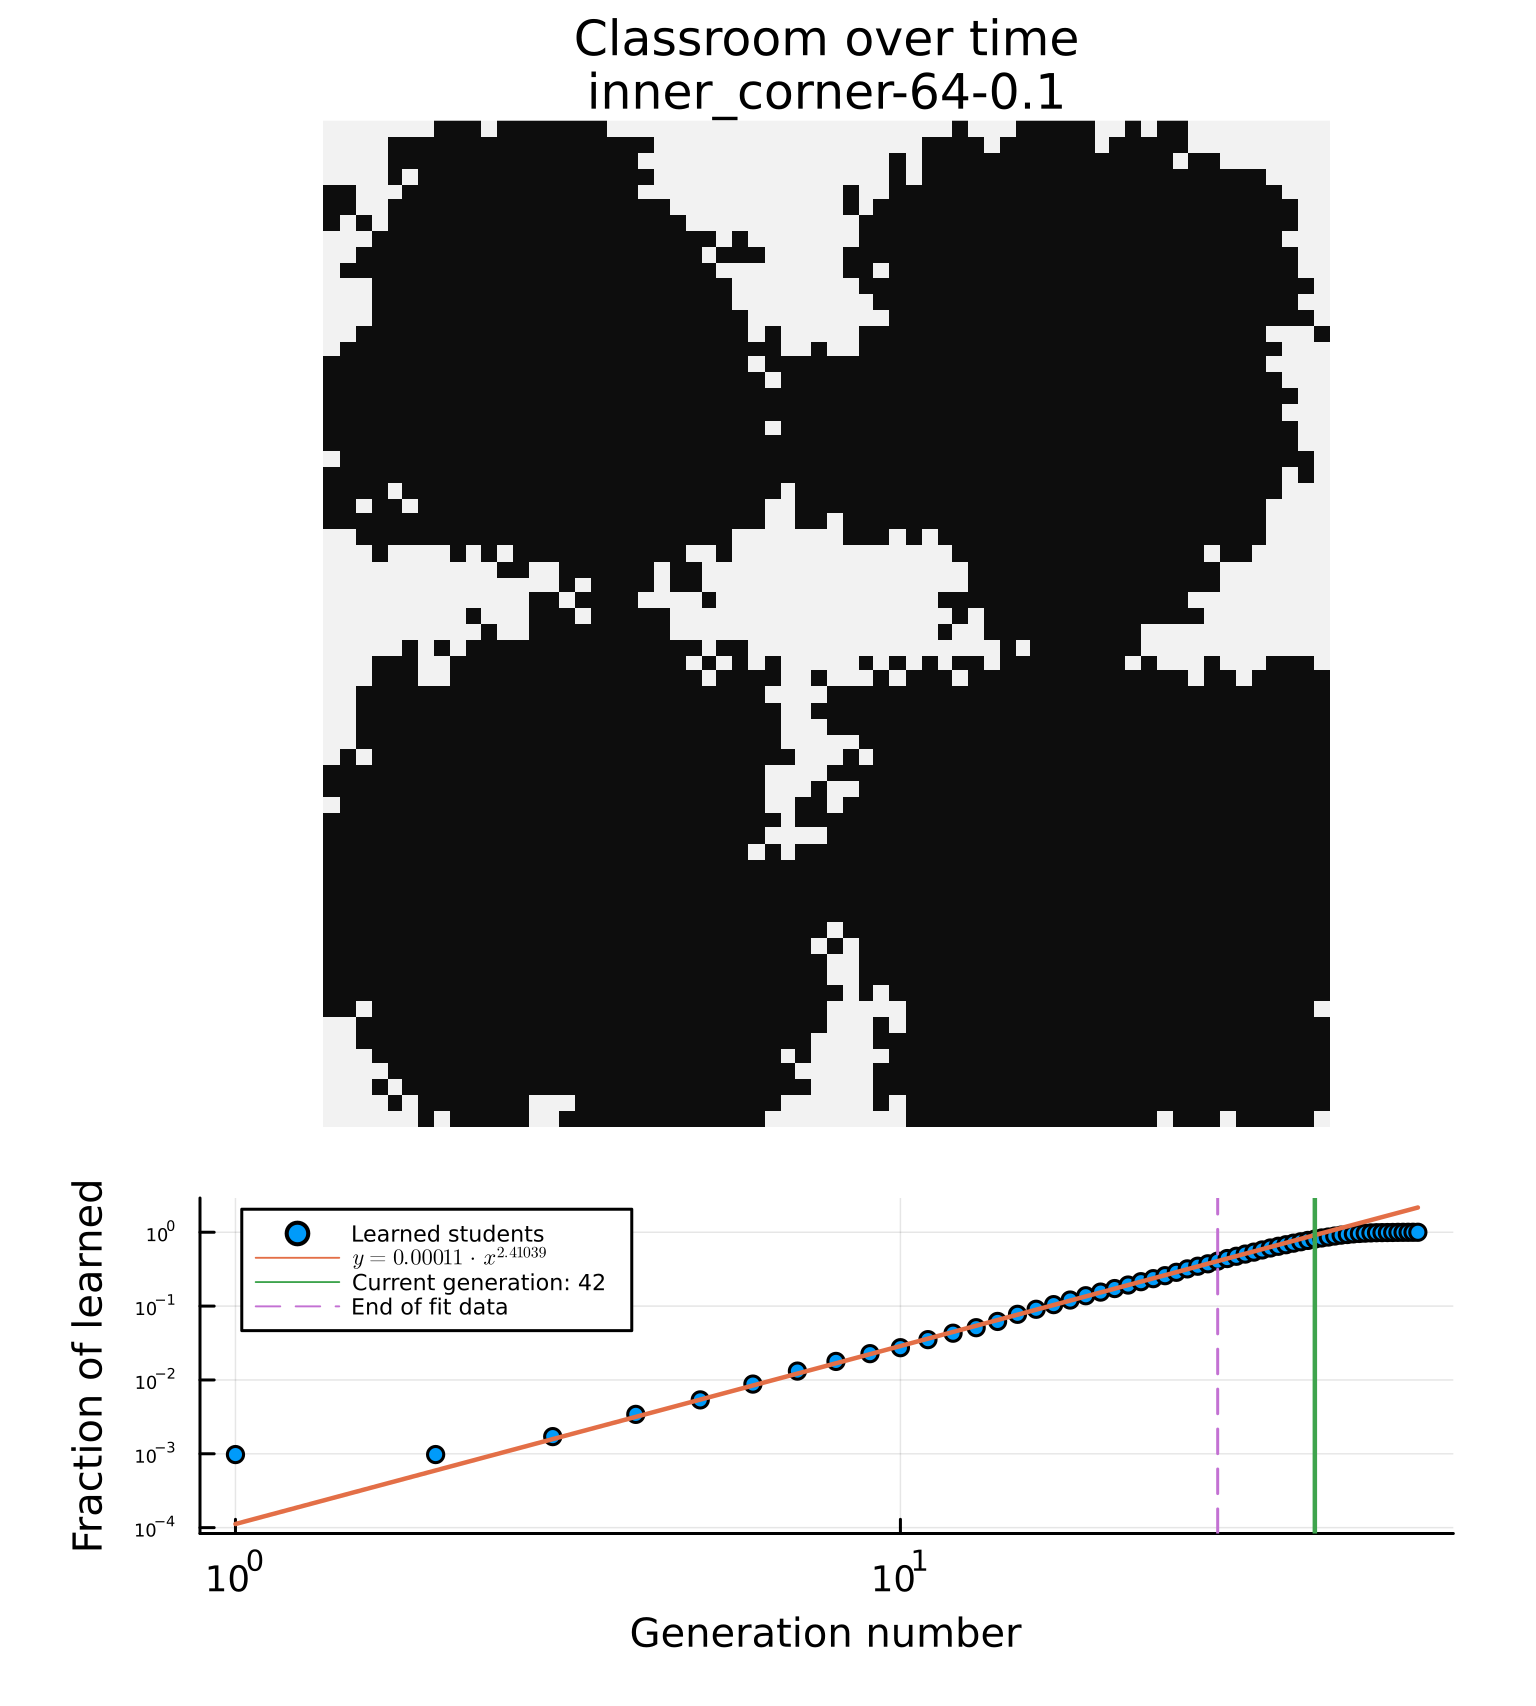 Classroom over time
inner_corner-64-0.1
Fraction of learned
10^0
10^-1
10^-2
10^-3
10^-4
Learned students
y = 0.00011 · x^2.41039
Current generation: 42
End of fit data
10^0 10^1
Generation number